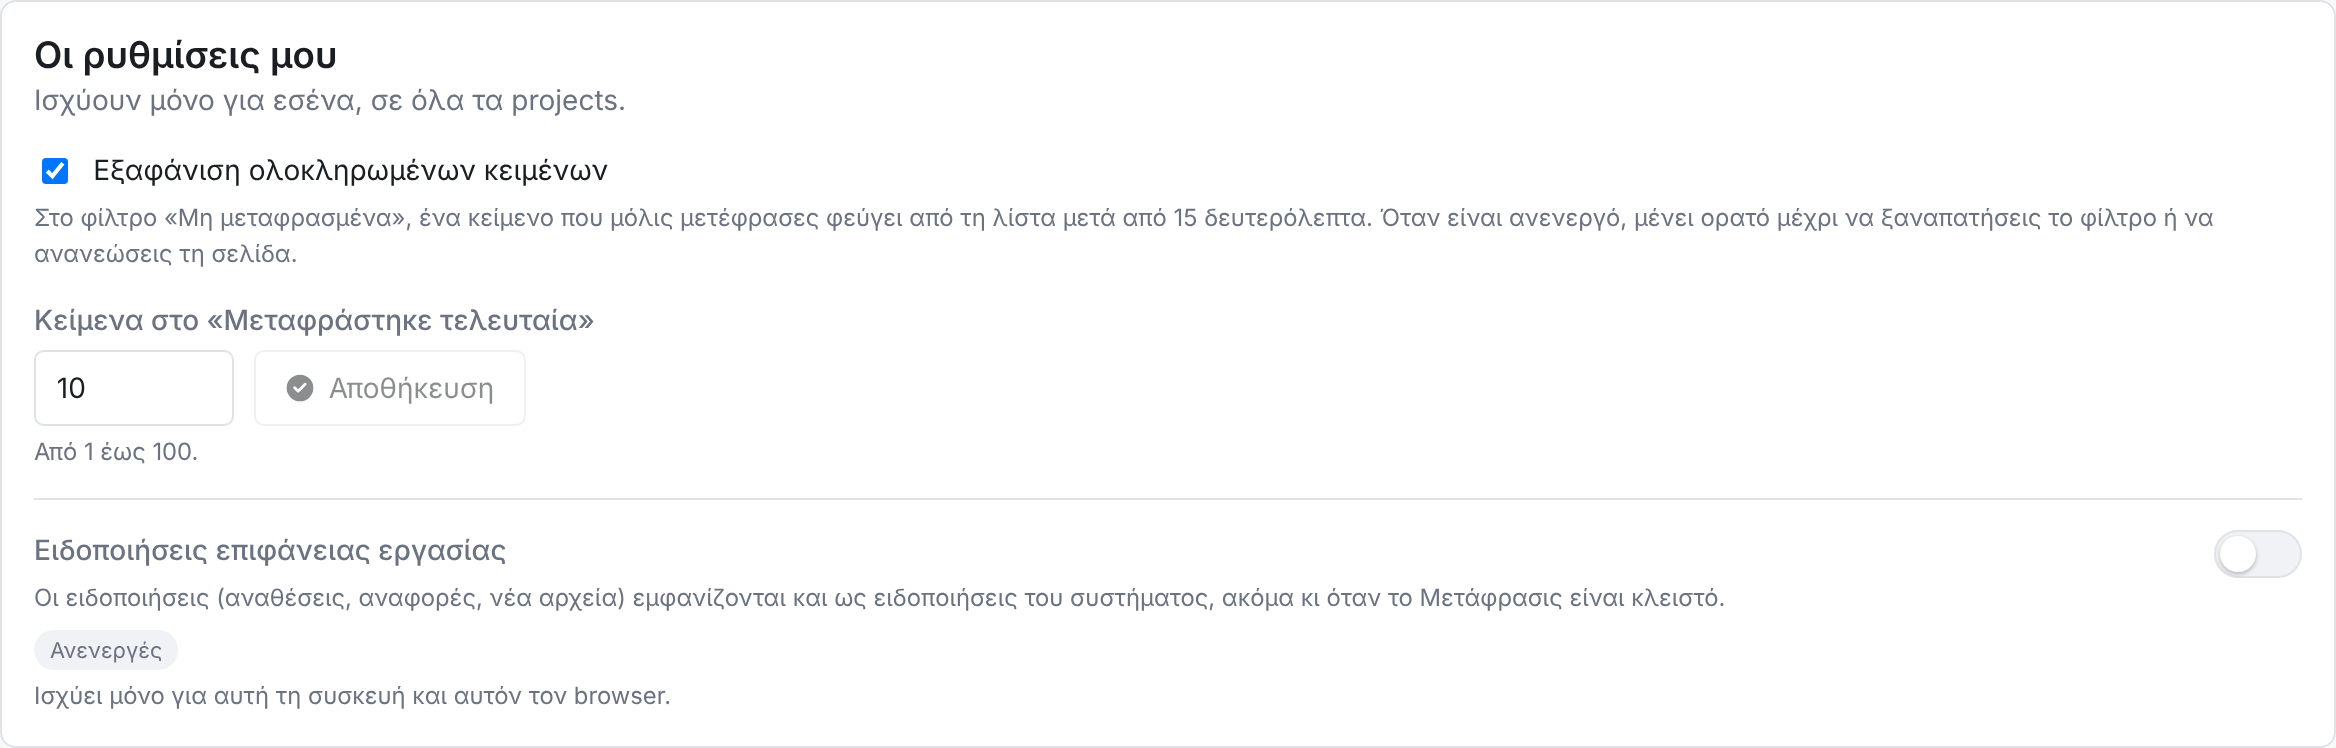 Οι ρυθμίσεις μου
Ισχύουν μόνο για εσένα, σε όλα τα projects.
Εξαφάνιση ολοκληρωμένων κειμένων
Στο φίλτρο «Μη μεταφρασμένα», ένα κείμενο που μόλις μετέφρασες φεύγει από τη λίστα μετά από 15 δευτερόλεπτα. Όταν είναι ανενεργό, μένει ορατό μέχρι να ξαναπατήσεις το φίλτρο ή να
ανανεώσεις τη σελίδα.
Κείμενα στο «Μεταφράστηκε τελευταία»
10 Αποθήκευση
Από 1 έως 100.
Ειδοποιήσεις επιφάνειας εργασίας
Οι ειδοποιήσεις (αναθέσεις, αναφορές, νέα αρχεία) εμφανίζονται και ως ειδοποιήσεις του συστήματος, ακόμα κι όταν το Μετάφρασις είναι κλειστό.
Ανενεργές
Ισχύει μόνο για αυτή τη συσκευή και αυτόν τον browser.